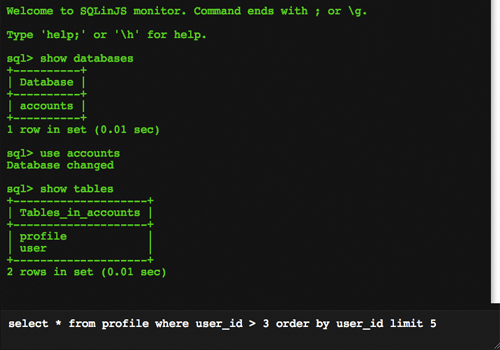 Welcome to SQLinJS monitor. Command ends with ; or \g.
Type 'help;' or '\h' for help.
sql> show databases
+----------+
| Database |
+----------+
| accounts |
+----------+
1 row in set (0.01 sec)
sql> use accounts
Database changed
sql> show tables
+--------------------+
| Tables_in_accounts |
+--------------------+
| profile            |
| user               |
+--------------------+
2 rows in set (0.01 sec)
select * from profile where user_id > 3 order by user_id limit 5